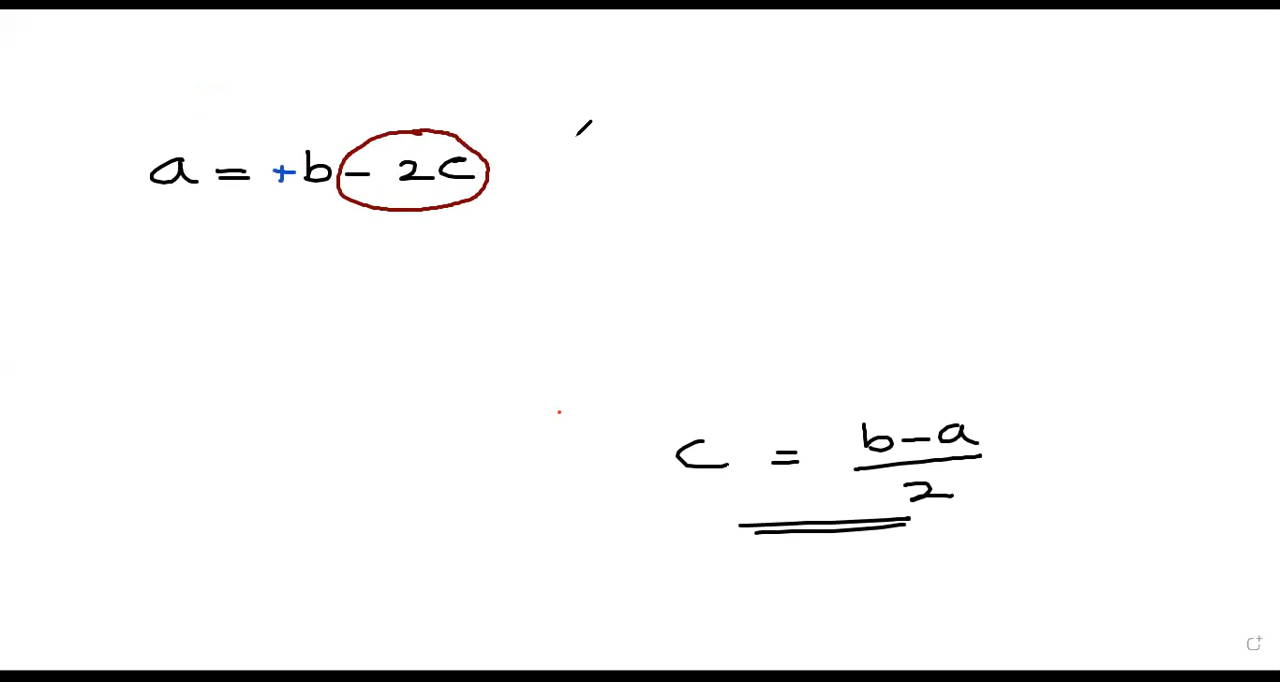 a = +b - 2c
c = b-a
2